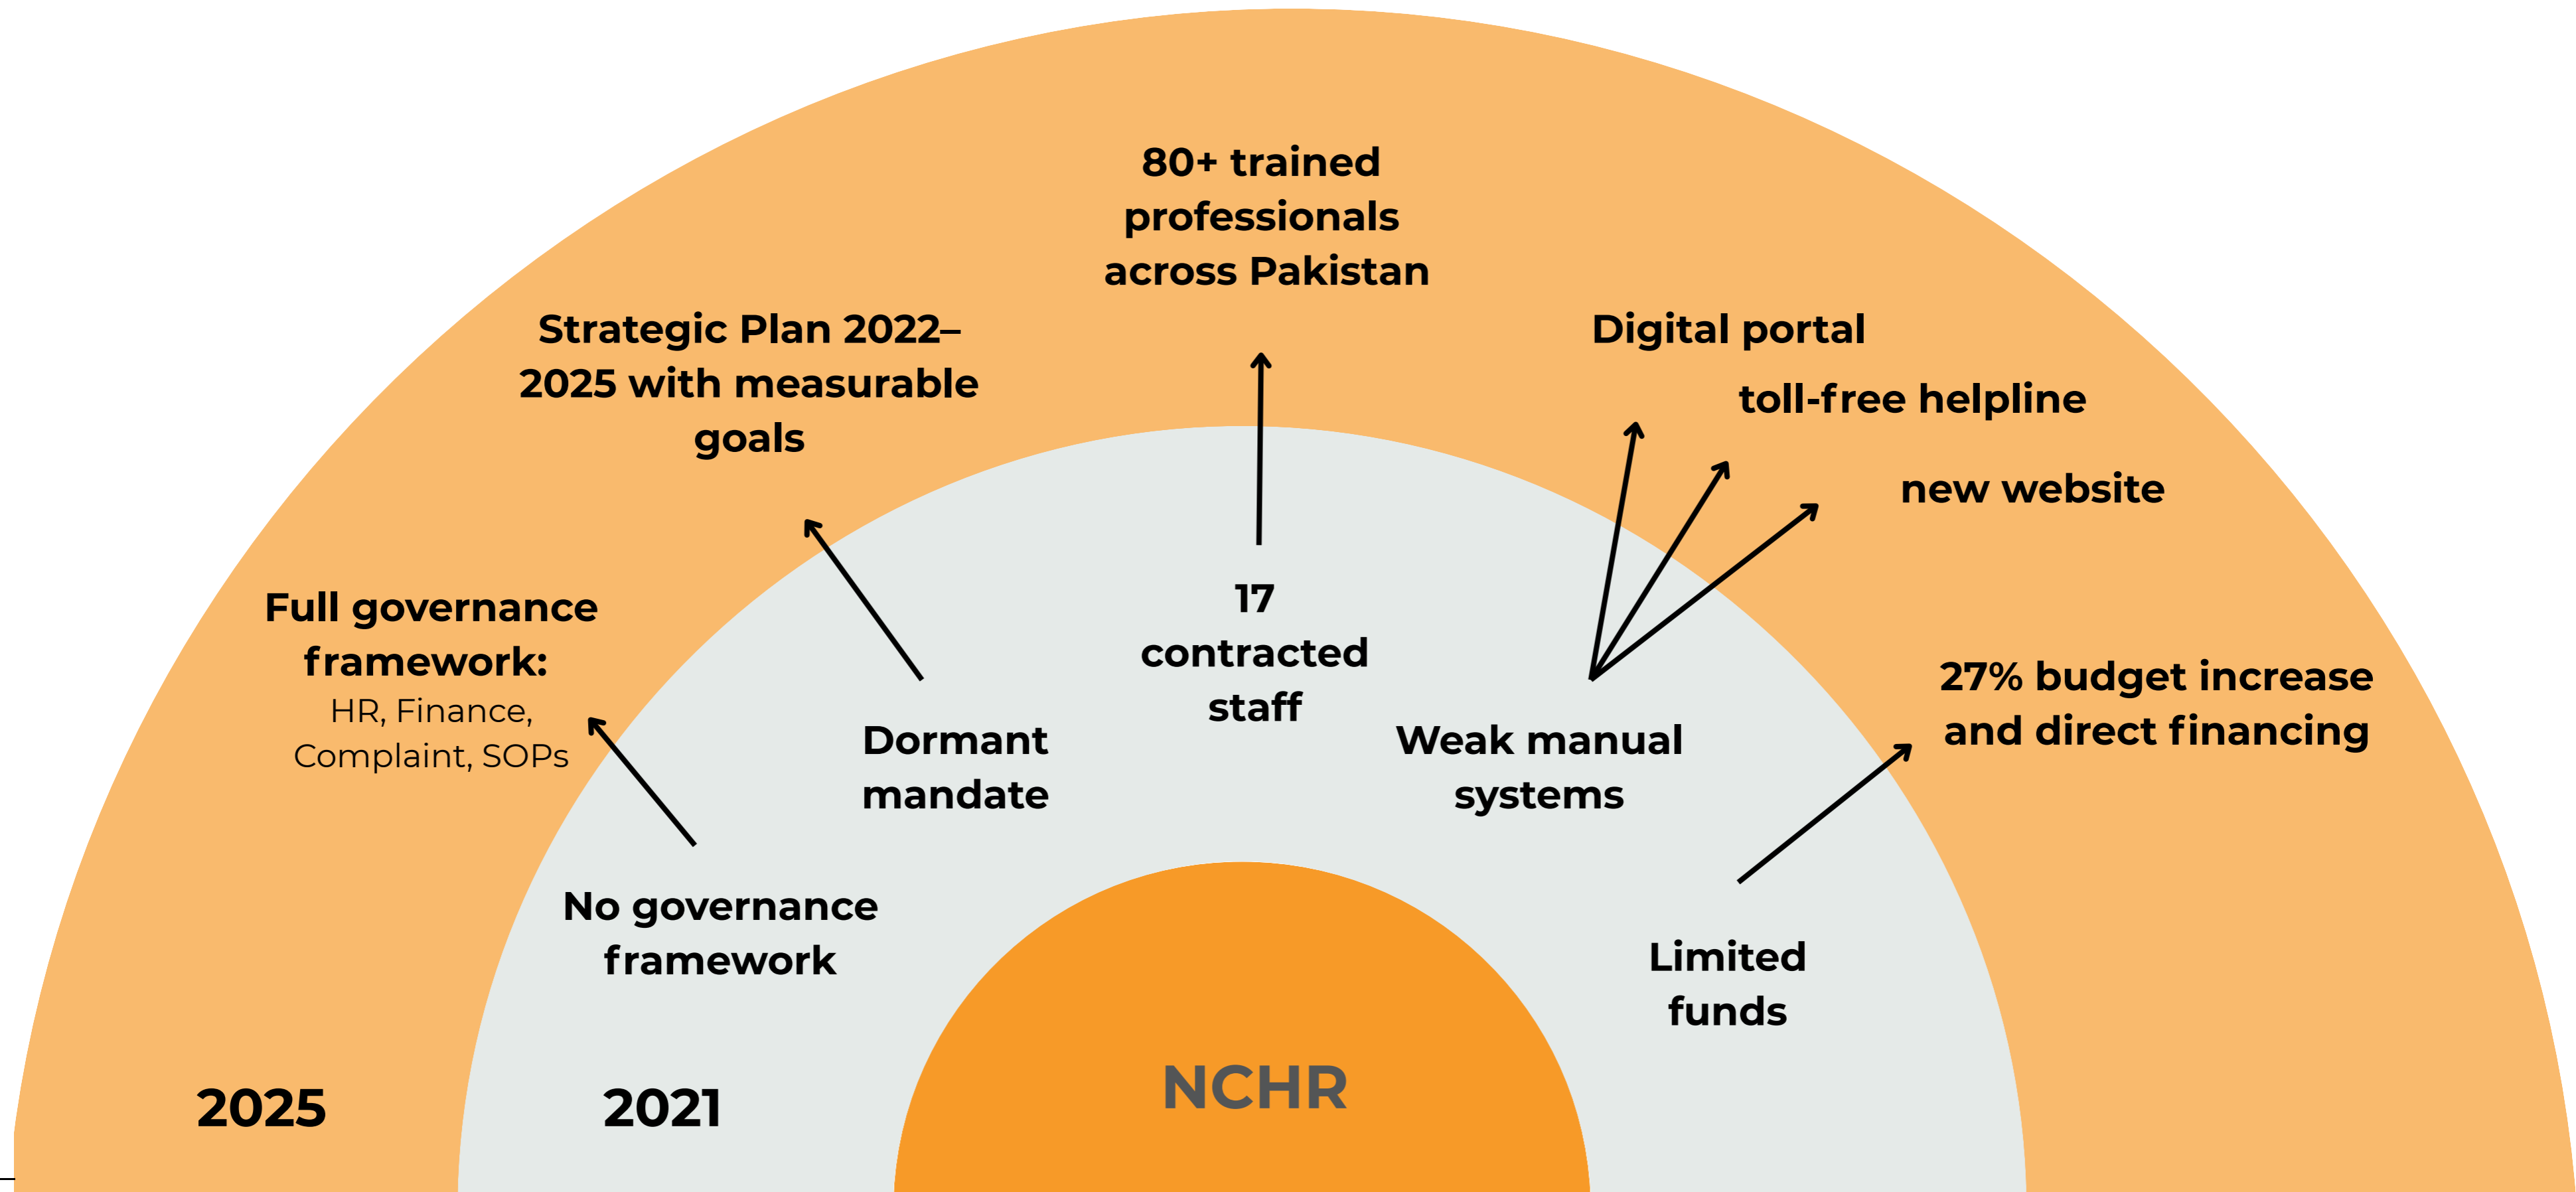 80+ trained
professionals
across Pakistan
Strategic Plan 2022–
2025 with measurable
goals
Digital portal
toll-free helpline
new website
Full governance
framework:
HR, Finance,
Complaint, SOPs
17
contracted
staff
27% budget increase
and direct financing
Dormant
mandate
Weak manual
systems
No governance
framework
Limited
funds
2025
2021
NCHR